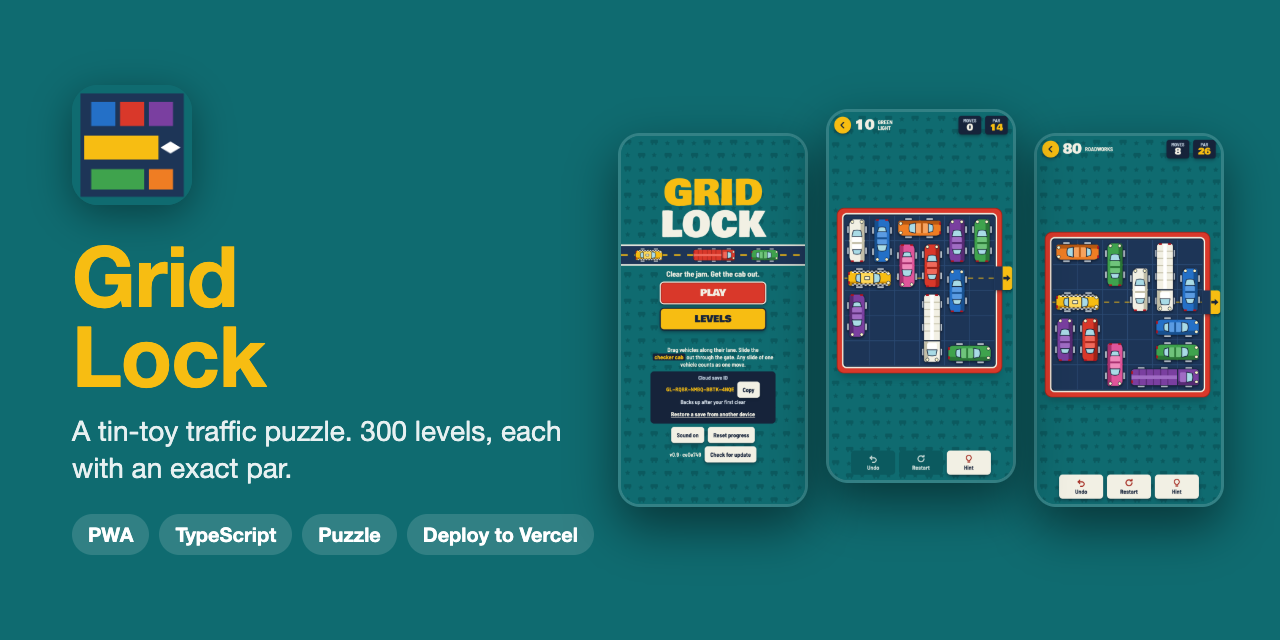 Grid
Lock
A tin-toy traffic puzzle. 300 levels, each
with an exact par.
PWA
TypeScript
Puzzle
Deploy to Vercel
GRID
LOCK
Clear the jam. Get the cab out.
PLAY
LEVELS
Drag vehicles along their lane. Slide the
checker cab out through the gate. Any slide of one
vehicle counts as one move.
Cloud save ID
Copy
Backs up after your first clear
Restore a save from another device
Sound on
Reset progress
Check for update
10
GREEN
LIGHT
MOVES
0
PAR
14
Undo
Restart
Hint
80
ROADWORKS
MOVES
8
PAR
26
Undo
Restart
Hint